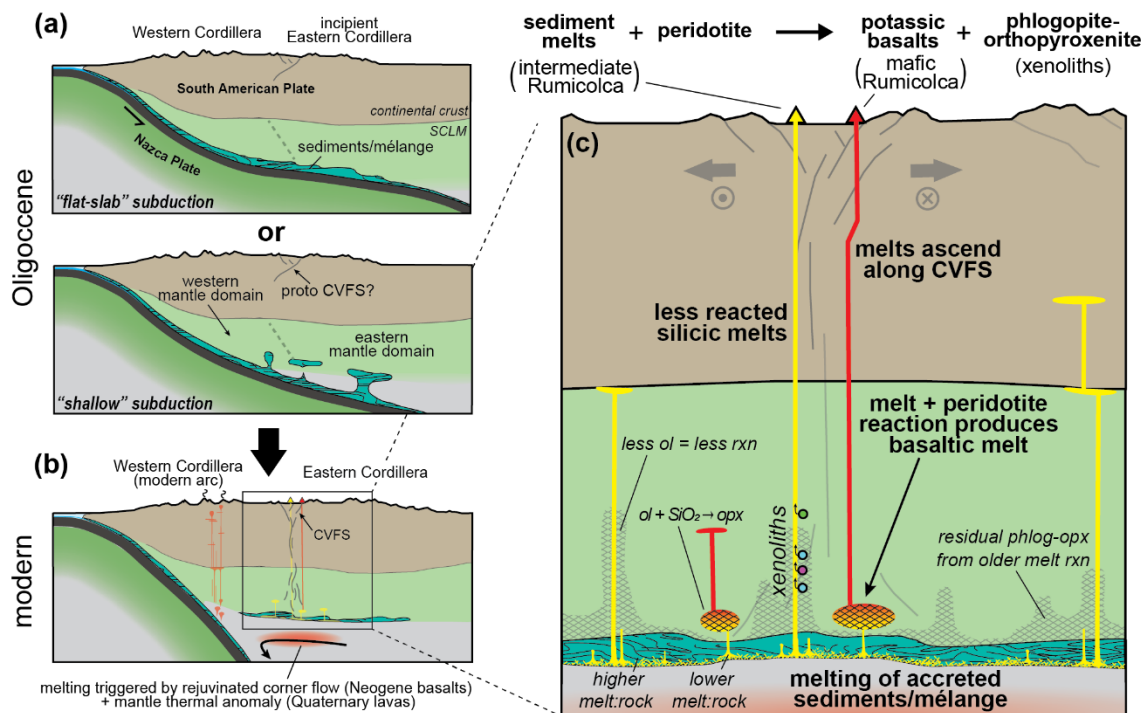 (a)
Western Cordillera
incipient
Eastern Cordillera
South American Plate
continental crust
SCLM
sediments/mélange
Nazca Plate
“flat-slab” subduction
Oligoccene
or
western
mantle domain
proto CVFS?
eastern
mantle domain
“shallow” subduction
(b)
Western Cordillera
(modern arc)
Eastern Cordillera
CVFS
modern
melting triggered by rejuvinated corner flow (Neogene basalts)
+ mantle thermal anomaly (Quaternary lavas)
sediment
melts
+
peridotite
potassic
basalts
+
phlogopite-
orthopyroxenite
(intermediate
Rumicolca)
(mafic
Rumicolca)
(xenoliths)
(c)
melts ascend
along CVFS
less reacted
silicic melts
melt + peridotite
reaction produces
basaltic melt
less ol = less rxn
ol + SiO₂→ opx
xenoliths
residual phlog-opx
from older melt rxn
higher
melt:rock
lower
melt:rock
melting of accreted
sediments/mélange